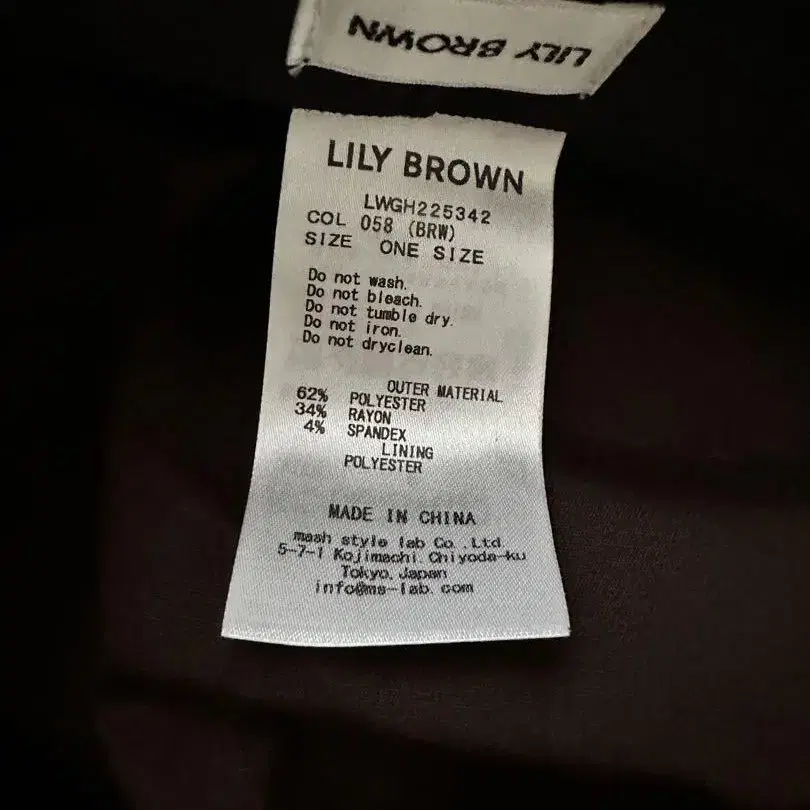 LILY BROWN
LILY BROWN
LWGH225342
COL 058 (BRW)
SIZE ONE SIZE
Do not wash.
Do not bleach.
Do not tumble dry.
Do not iron.
Do not dryclean.
OUTER MATERIAL
62% POLYESTER
34% RAYON
4% SPANDEX
LINING
POLYESTER
MADE IN CHINA
mash style lab Co.,Ltd.
5-7-1 Kojimachi,Chiyoda-ku
Tokyo,Japan
info@ms-lab.com